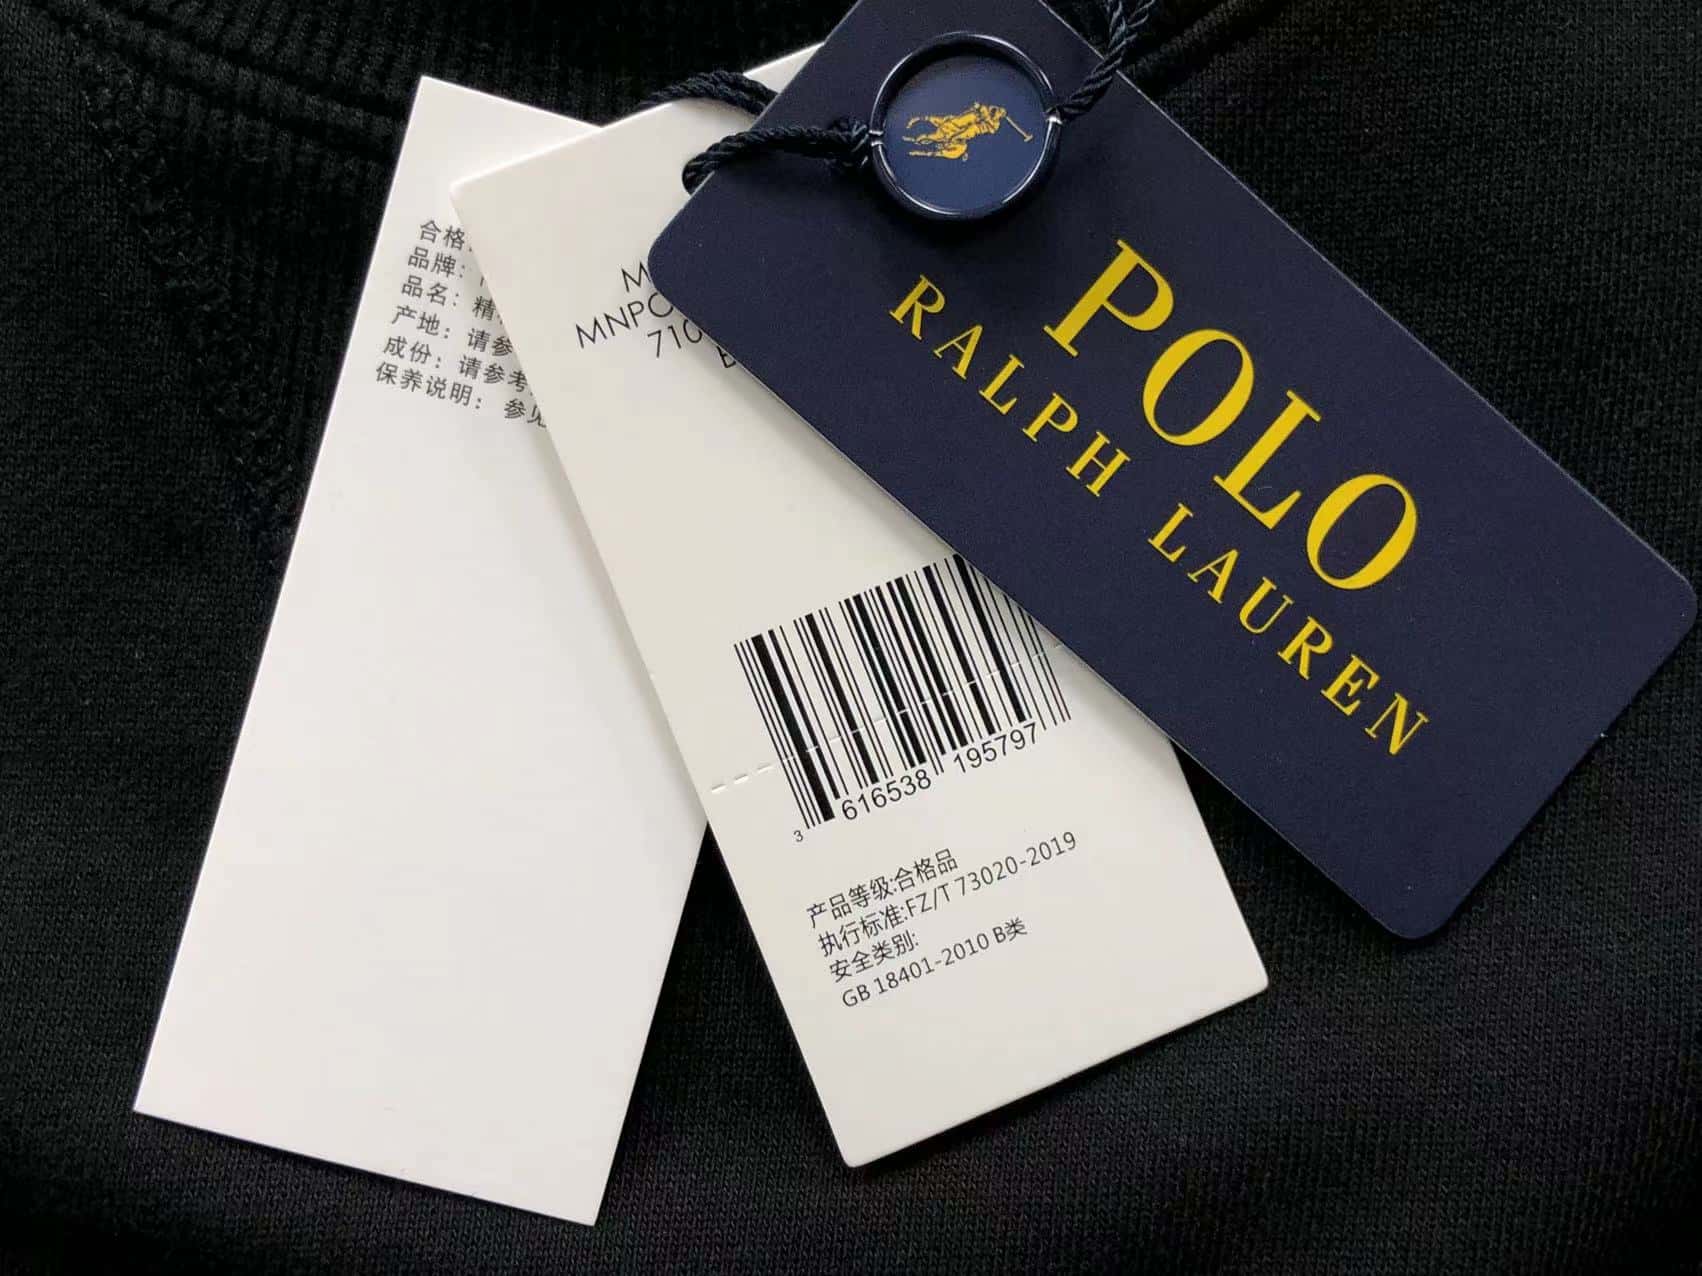 合格
品牌：
品名：精
产地：请参
成份：请参考
保养说明：参见
MNPO
710
3 616538 195797
产品等级:合格品
执行标准:FZ/T 73020-2019
安全类别:
GB 18401-2010 B类
POLO
RALPH LAUREN